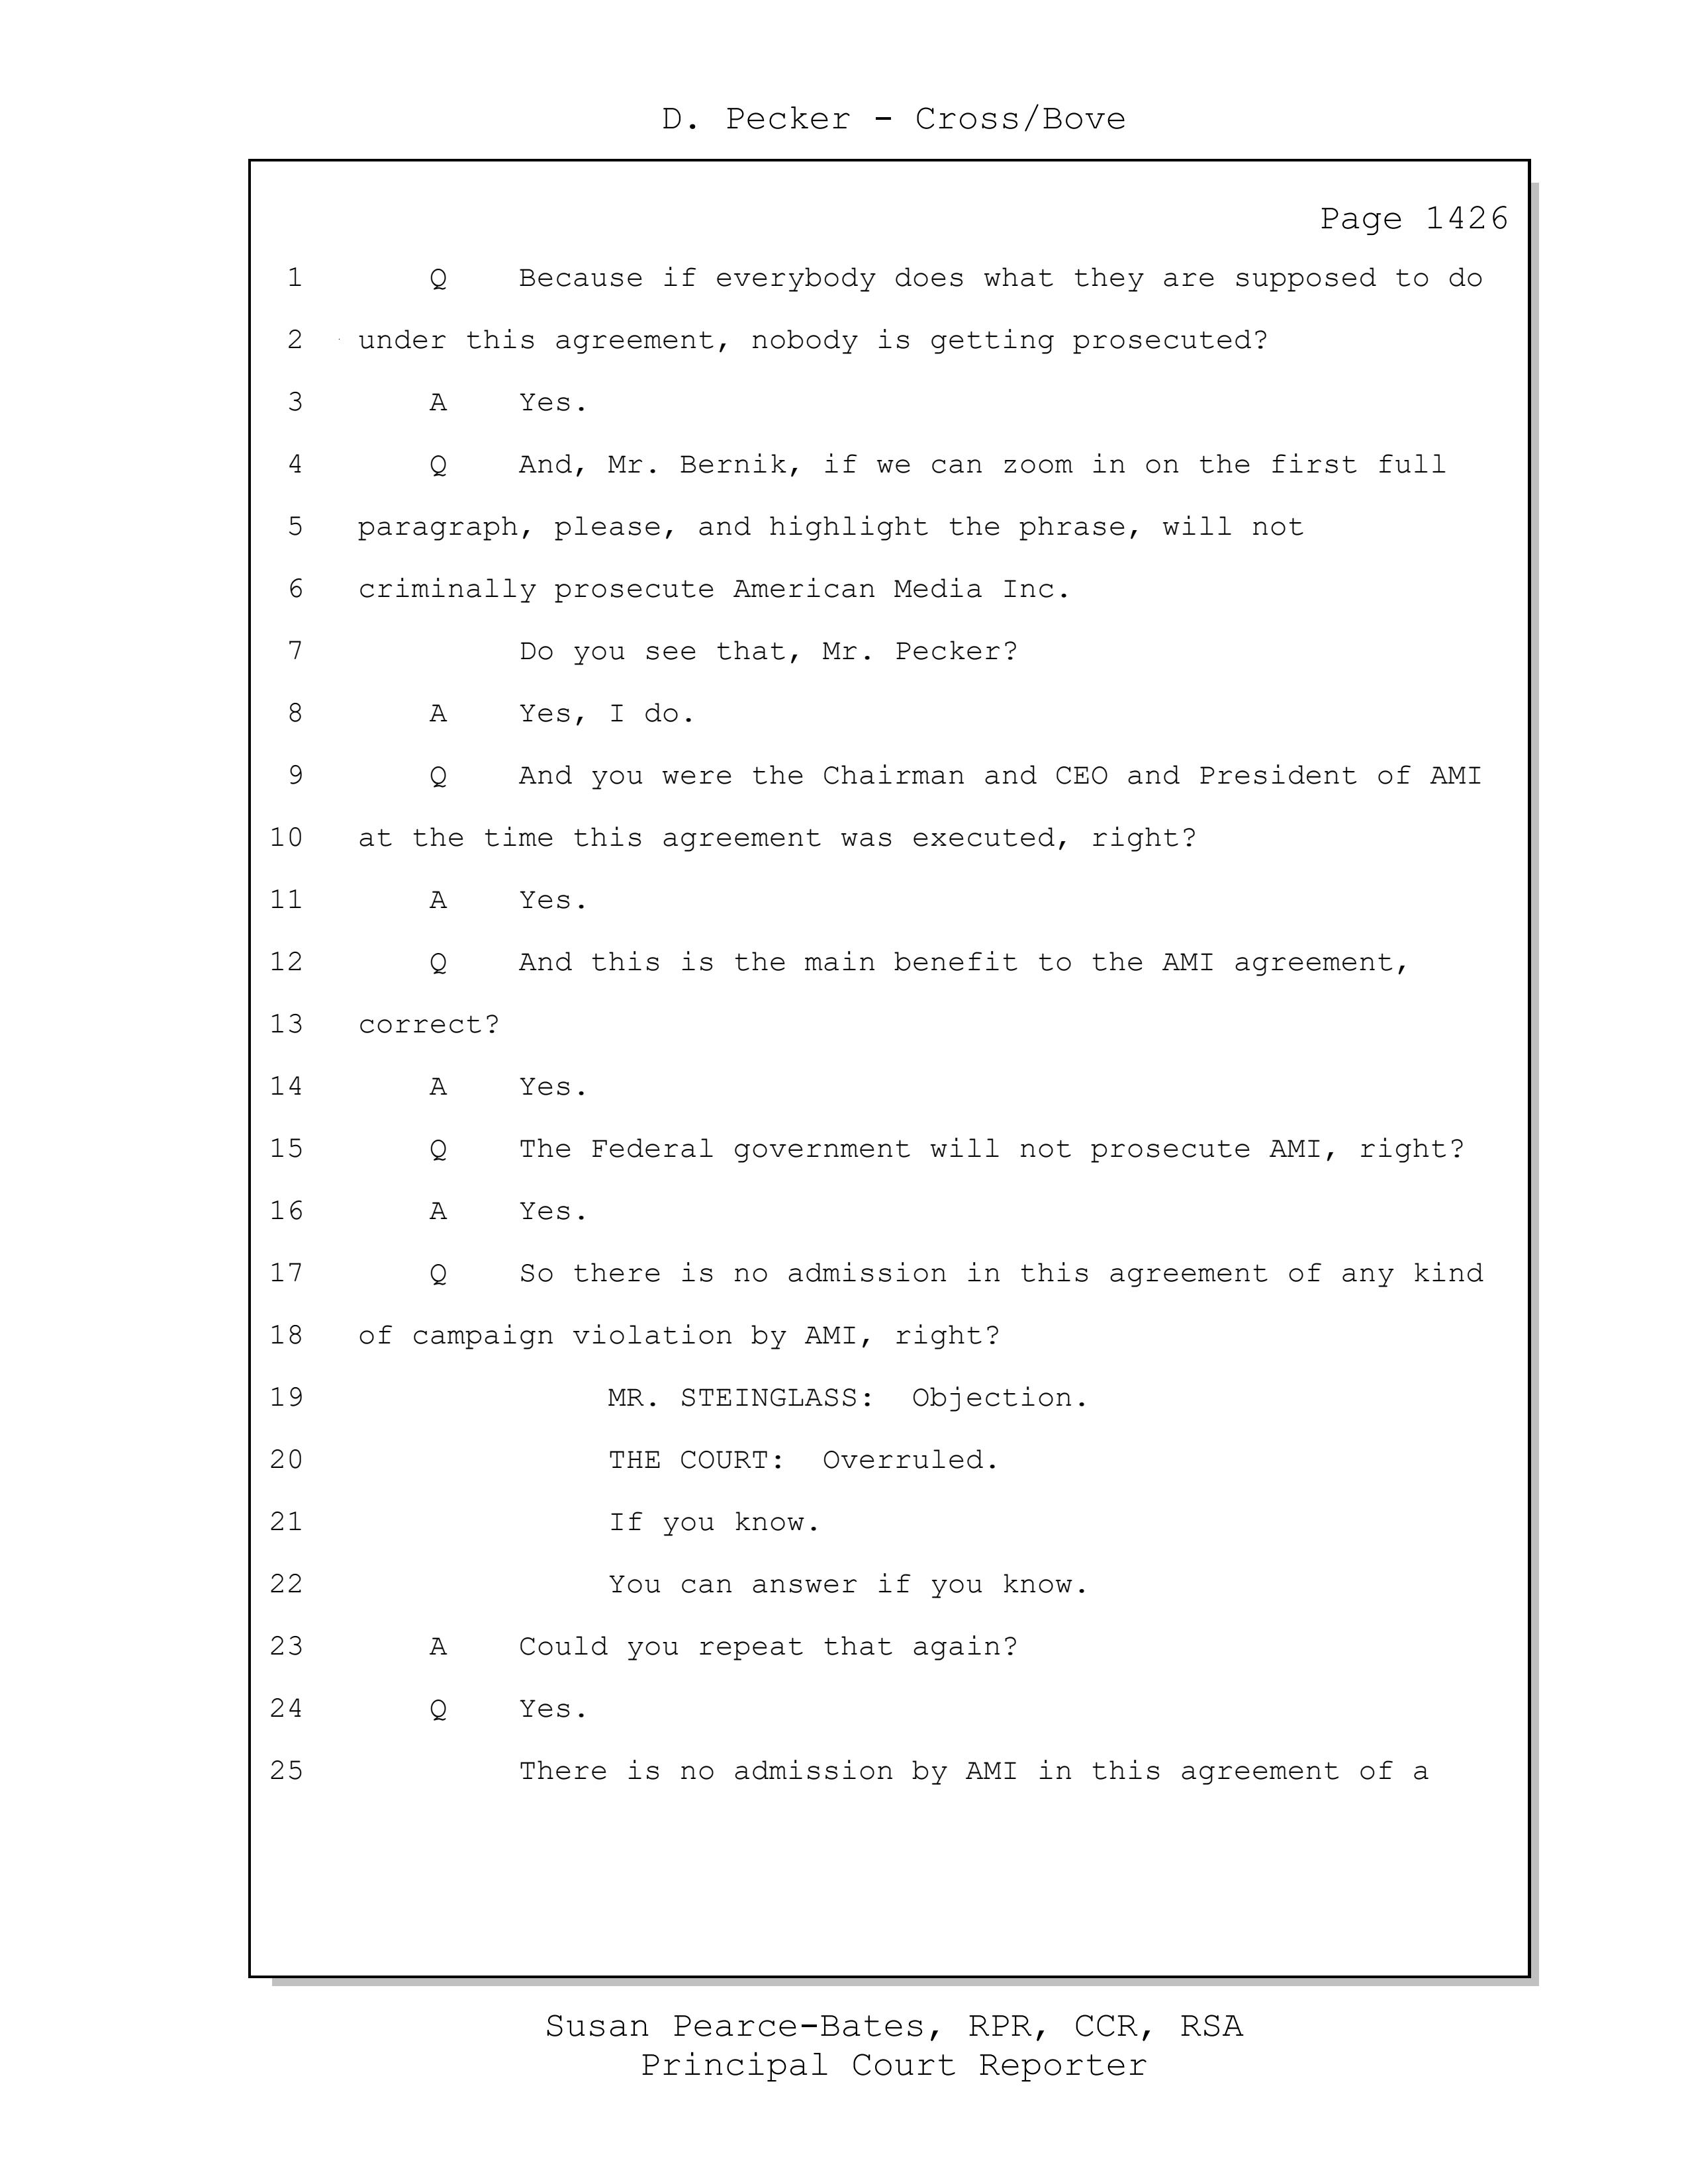 D. Pecker - Cross/Bove
Page 1426
1 Q Because if everybody does what they are supposed to do
2 under this agreement, nobody is getting prosecuted?
3 A Yes.
4 Q And, Mr. Bernik, if we can zoom in on the first full
5 paragraph, please, and highlight the phrase, will not
6 criminally prosecute American Media Inc.
7 Do you see that, Mr. Pecker?
8 A Yes, I do.
9 Q And you were the Chairman and CEO and President of AMI
10 at the time this agreement was executed, right?
11 A Yes.
12 Q And this is the main benefit to the AMI agreement,
13 correct?
14 A Yes.
15 Q The Federal government will not prosecute AMI, right?
16 A Yes.
17 Q So there is no admission in this agreement of any kind
18 of campaign violation by AMI, right?
19 MR. STEINGLASS: Objection.
20 THE COURT: Overruled.
21 If you know.
22 You can answer if you know.
23 A Could you repeat that again?
24 Q Yes.
25 There is no admission by AMI in this agreement of a
Susan Pearce-Bates, RPR, CCR, RSA
Principal Court Reporter